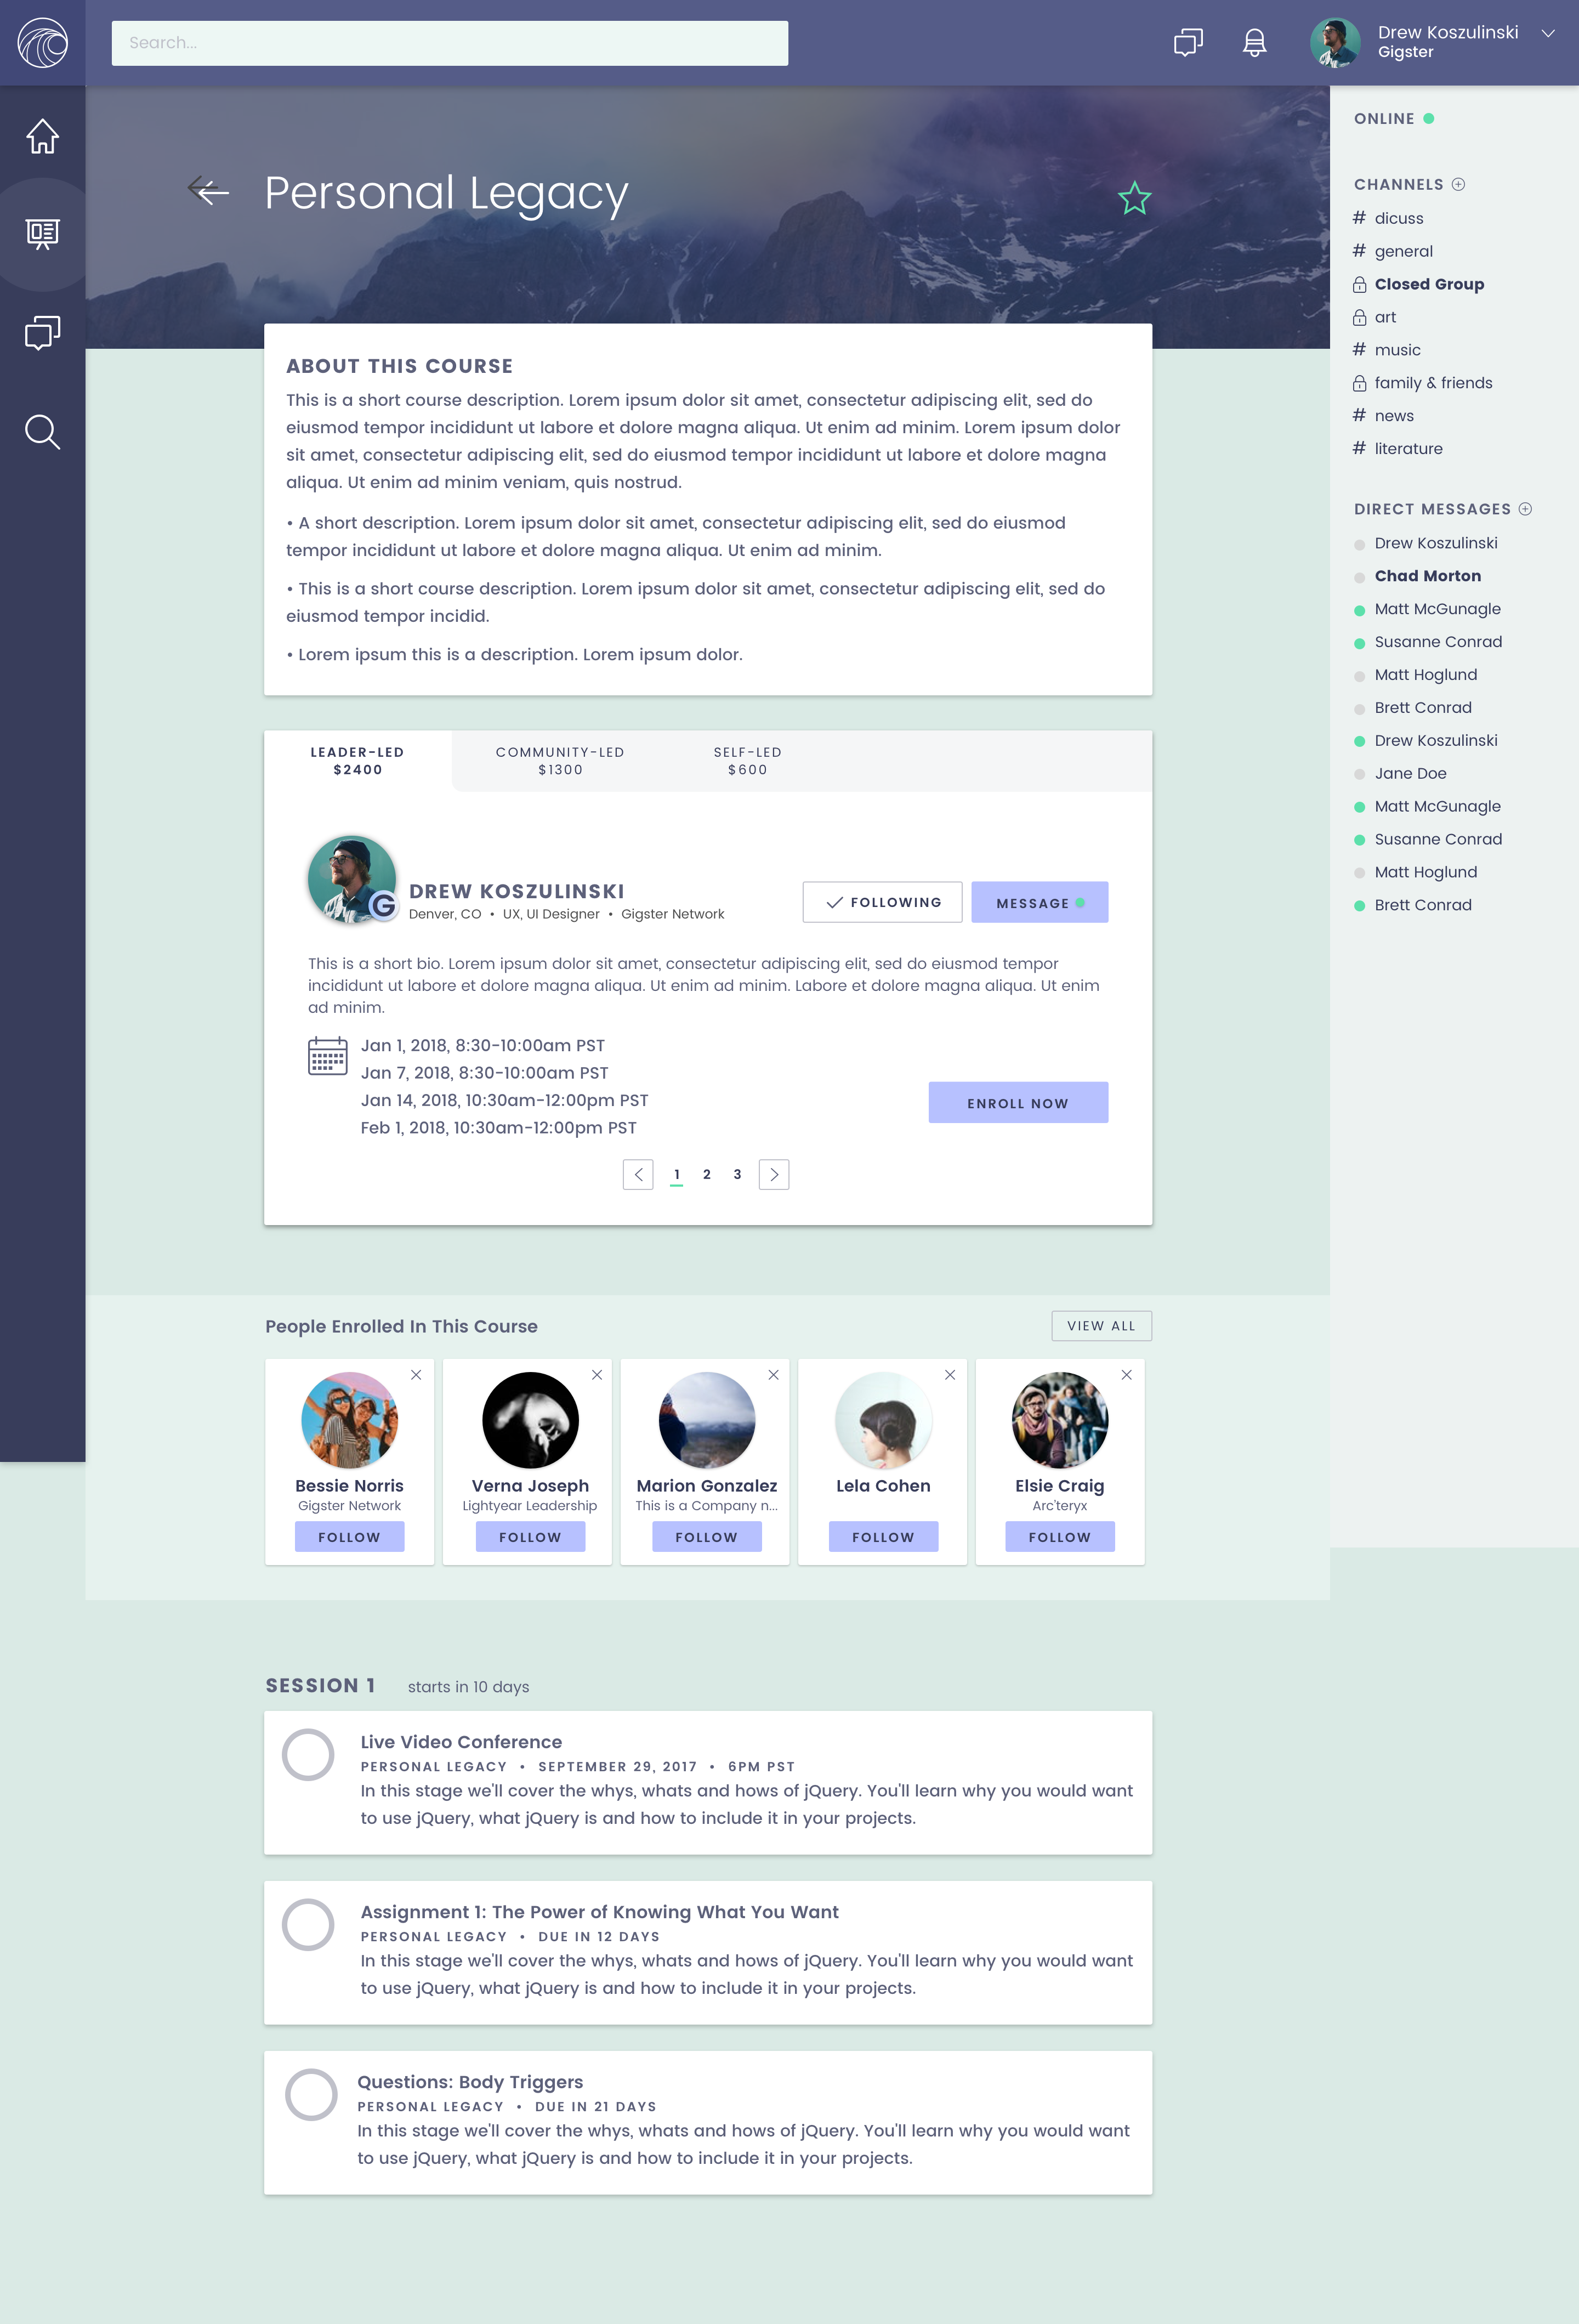 Search...
Drew Koszulinski
Gigster
Personal Legacy
ABOUT THIS COURSE
This is a short course description. Lorem ipsum dolor sit amet, consectetur adipiscing elit, sed do
eiusmod tempor incididunt ut labore et dolore magna aliqua. Ut enim ad minim. Lorem ipsum dolor
sit amet, consectetur adipiscing elit, sed do eiusmod tempor incididunt ut labore et dolore magna
aliqua. Ut enim ad minim veniam, quis nostrud.
• A short description. Lorem ipsum dolor sit amet, consectetur adipiscing elit, sed do eiusmod
tempor incididunt ut labore et dolore magna aliqua. Ut enim ad minim.
• This is a short course description. Lorem ipsum dolor sit amet, consectetur adipiscing elit, sed do
eiusmod tempor incidid.
• Lorem ipsum this is a description. Lorem ipsum dolor.
LEADER-LED
$2400
COMMUNITY-LED
$1300
SELF-LED
$600
G
DREW KOSZULINSKI
Denver, CO • UX, UI Designer • Gigster Network
FOLLOWING
MESSAGE
This is a short bio. Lorem ipsum dolor sit amet, consectetur adipiscing elit, sed do eiusmod tempor
incididunt ut labore et dolore magna aliqua. Ut enim ad minim. Labore et dolore magna aliqua. Ut enim
ad minim.
Jan 1, 2018, 8:30-10:00am PST
Jan 7, 2018, 8:30-10:00am PST
Jan 14, 2018, 10:30am-12:00pm PST
Feb 1, 2018, 10:30am-12:00pm PST
ENROLL NOW
1 2 3
People Enrolled In This Course
VIEW ALL
Bessie Norris
Gigster Network
FOLLOW
Verna Joseph
Lightyear Leadership
FOLLOW
Marion Gonzalez
This is a Company n...
FOLLOW
Lela Cohen
FOLLOW
Elsie Craig
Arc'teryx
FOLLOW
SESSION 1 starts in 10 days
Live Video Conference
PERSONAL LEGACY • SEPTEMBER 29, 2017 • 6PM PST
In this stage we'll cover the whys, whats and hows of jQuery. You'll learn why you would want
to use jQuery, what jQuery is and how to include it in your projects.
Assignment 1: The Power of Knowing What You Want
PERSONAL LEGACY • DUE IN 12 DAYS
In this stage we'll cover the whys, whats and hows of jQuery. You'll learn why you would want
to use jQuery, what jQuery is and how to include it in your projects.
Questions: Body Triggers
PERSONAL LEGACY • DUE IN 21 DAYS
In this stage we'll cover the whys, whats and hows of jQuery. You'll learn why you would want
to use jQuery, what jQuery is and how to include it in your projects.
ONLINE
CHANNELS
# dicuss
# general
Closed Group
art
# music
family & friends
# news
# literature
DIRECT MESSAGES
Drew Koszulinski
Chad Morton
Matt McGunagle
Susanne Conrad
Matt Hoglund
Brett Conrad
Drew Koszulinski
Jane Doe
Matt McGunagle
Susanne Conrad
Matt Hoglund
Brett Conrad